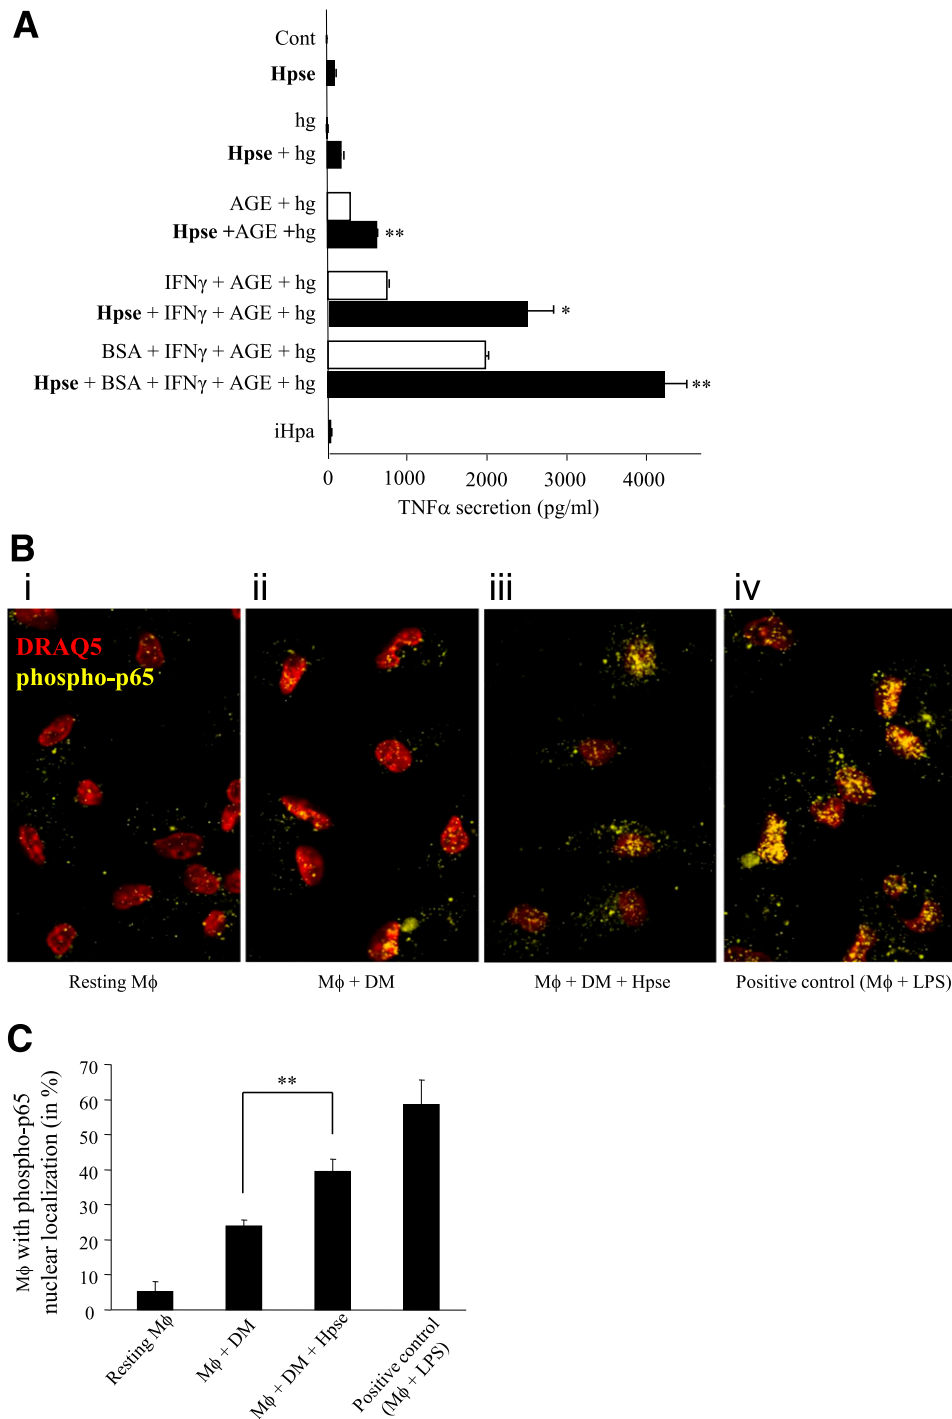 A
Cont
Hpse
hg
Hpse + hg
AGE + hg
Hpse +AGE +hg
**
IFNγ + AGE + hg
Hpse + IFNγ + AGE + hg
*
BSA + IFNγ + AGE + hg
Hpse + BSA + IFNγ + AGE + hg
**
iHpa
0 1000 2000 3000 4000
TNFα secretion (pg/ml)
B
i ii iii iv
DRAQ5
phospho-p65
Resting Mϕ
Mϕ + DM
Mϕ + DM + Hpse
Positive control (Mϕ + LPS)
C
Mϕ with phospho-p65
nuclear localization (in %)
70
60
50
40
30
20
10
0
**
Resting Mϕ
Mϕ + DM
Mϕ + DM + Hpse
Positive control
(Mϕ + LPS)